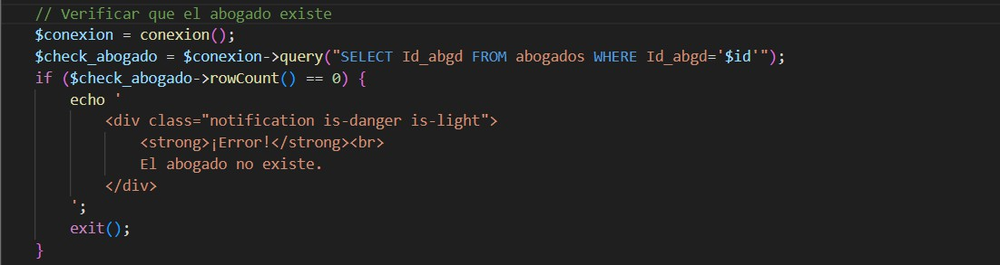 // Verificar que el abogado existe
$conexion = conexion();
$check_abogado = $conexion->query("SELECT Id_abgd FROM abogados WHERE Id_abgd='$id'");
if ($check_abogado->rowCount() == 0) {
    echo '
        <div class="notification is-danger is-light">
            <strong>¡Error!</strong><br>
            El abogado no existe.
        </div>
    ';
    exit();
}